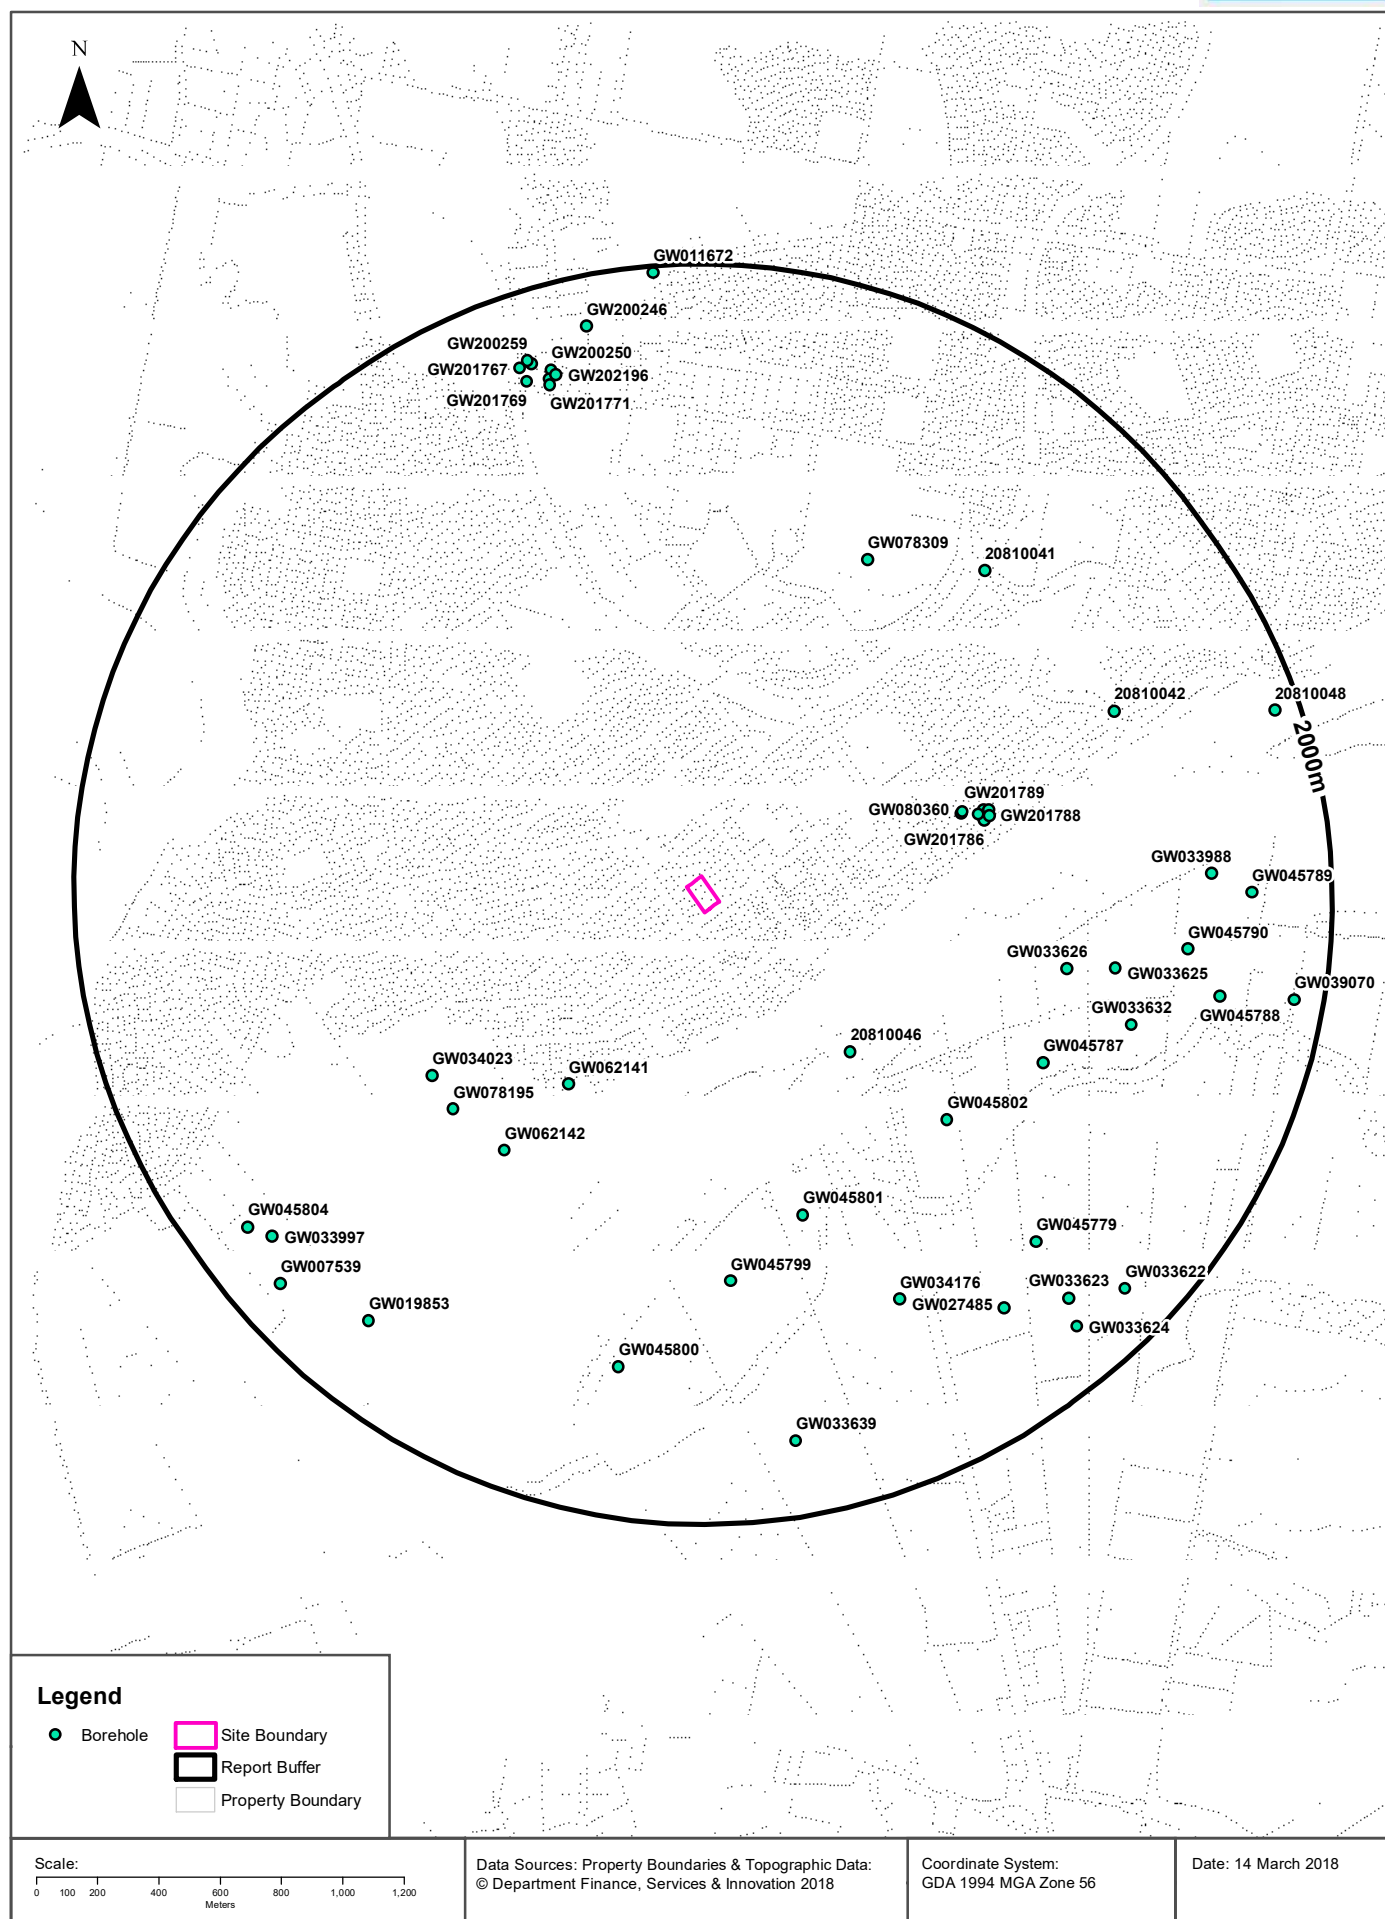 N
GW011672
GW200246
GW200259
GW200250
GW201767
GW202196
GW201769
GW201771
GW078309
20810041
20810042
20810048
2000m
GW201789
GW080360
GW201788
GW201786
GW033988
GW045789
GW045790
GW033626
GW033625
GW039070
GW045788
GW033632
20810046
GW045787
GW034023
GW062141
GW078195
GW045802
GW062142
GW045801
GW045804
GW033997
GW045779
GW007539
GW045799
GW033622
GW034176
GW033623
GW027485
GW019853
GW033624
GW045800
GW033639
Legend
Borehole
Site Boundary
Report Buffer
Property Boundary
Scale:
0 100 200 400 600 800 1,000 1,200
Meters
Data Sources: Property Boundaries & Topographic Data:
© Department Finance, Services & Innovation 2018
Coordinate System:
GDA 1994 MGA Zone 56
Date: 14 March 2018